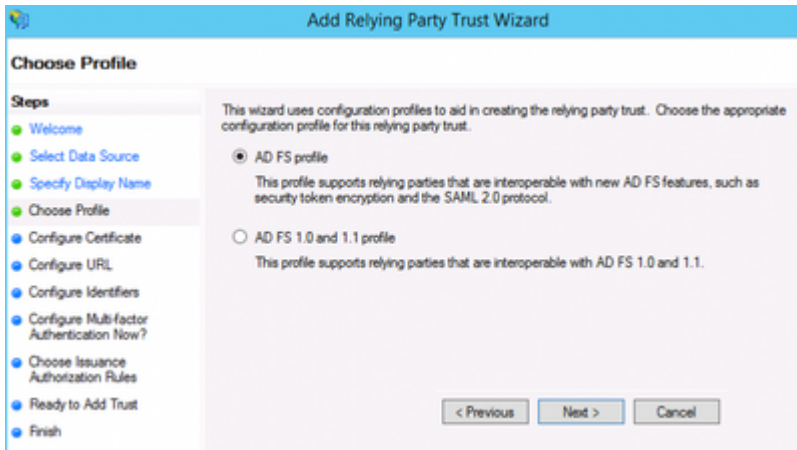 Add Relying Party Trust Wizard
Choose Profile
Steps
Welcome
Select Data Source
Specify Display Name
Choose Profile
Configure Certificate
Configure URL
Configure Identifiers
Configure Multi-factor
Authentication Now?
Choose Issuance
Authorization Rules
Ready to Add Trust
Finish
This wizard uses configuration profiles to aid in creating the relying party trust. Choose the appropriate
configuration profile for this relying party trust.
AD FS profile
This profile supports relying parties that are interoperable with new AD FS features, such as
security token encryption and the SAML 2.0 protocol.
AD FS 1.0 and 1.1 profile
This profile supports relying parties that are interoperable with AD FS 1.0 and 1.1.
< Previous
Next >
Cancel